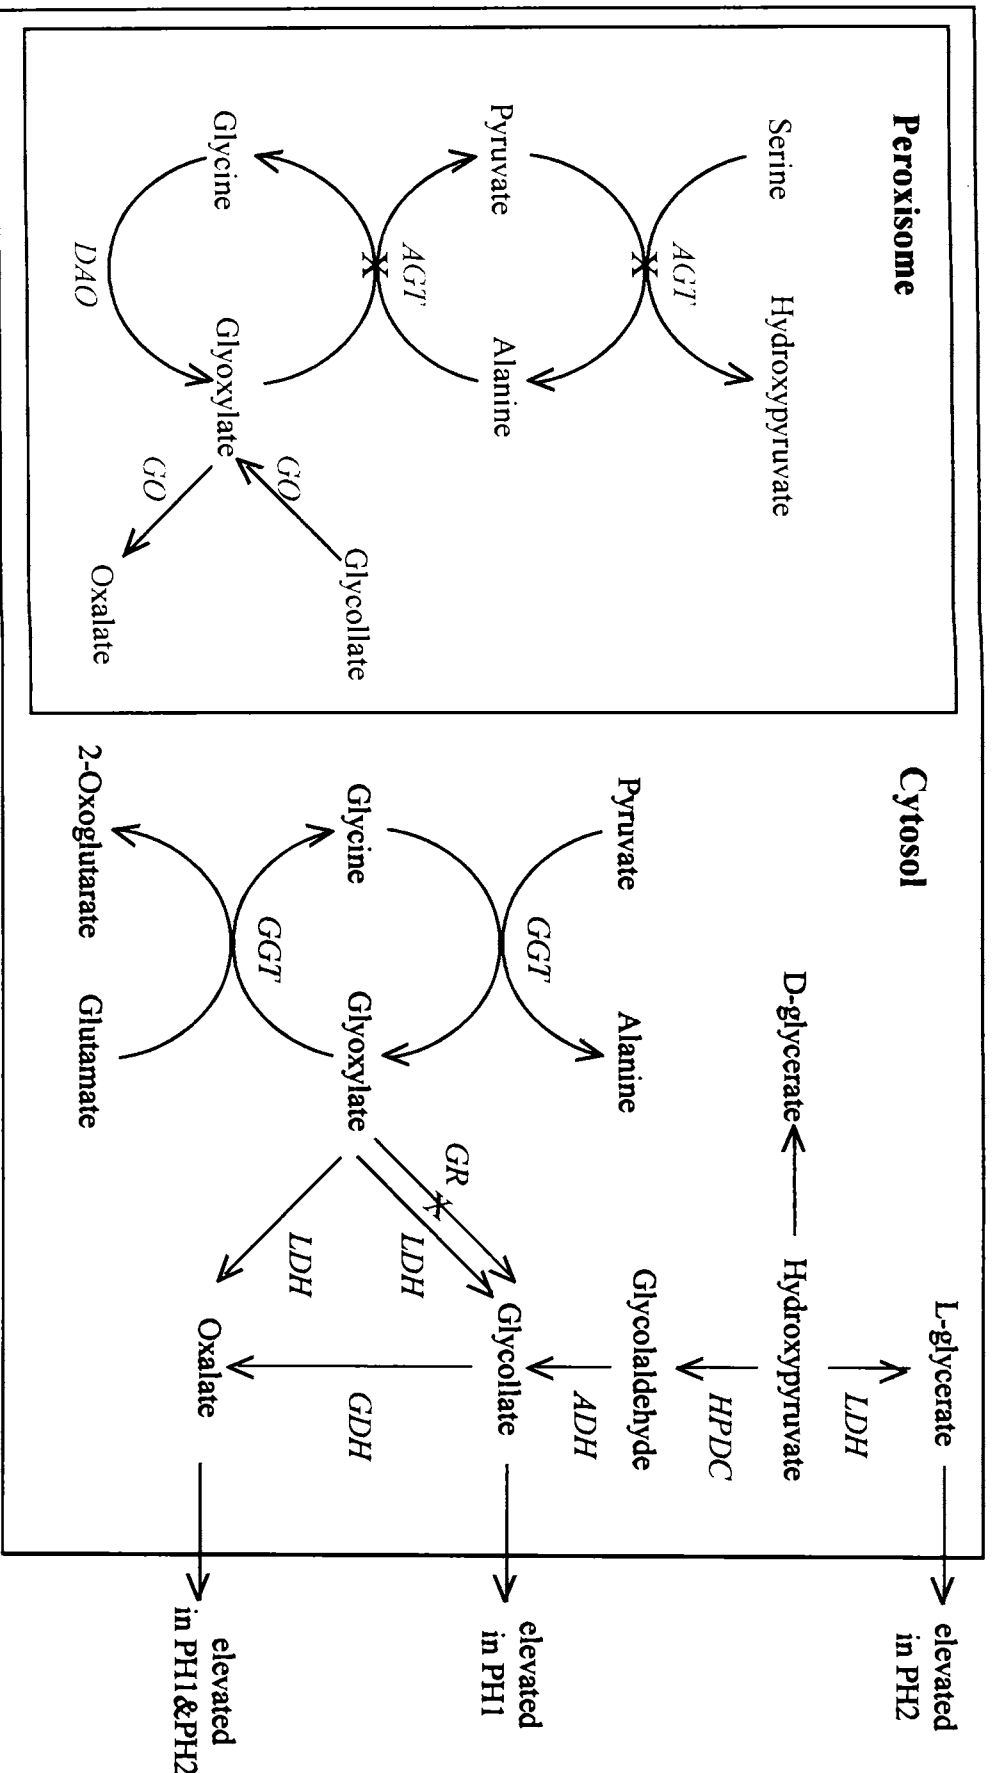 Peroxisome
Serine
Hydroxypyruvate
AGT
Pyruvate
Alanine
AGT
Glycine
Glyoxylate
DAO
GO
GO
Glycollate
Oxalate
Cytosol
L-glycerate
elevated
in PH2
LDH
D-glycerate
Hydroxypyruvate
HPDC
Pyruvate
Alanine
Glycolaldehyde
ADH
GGT
GR
Glycollate
elevated
in PH1
LDH
Glycine
Glyoxylate
GDH
LDH
GGT
Oxalate
elevated
in PH1&PH2
2-Oxoglutarate
Glutamate